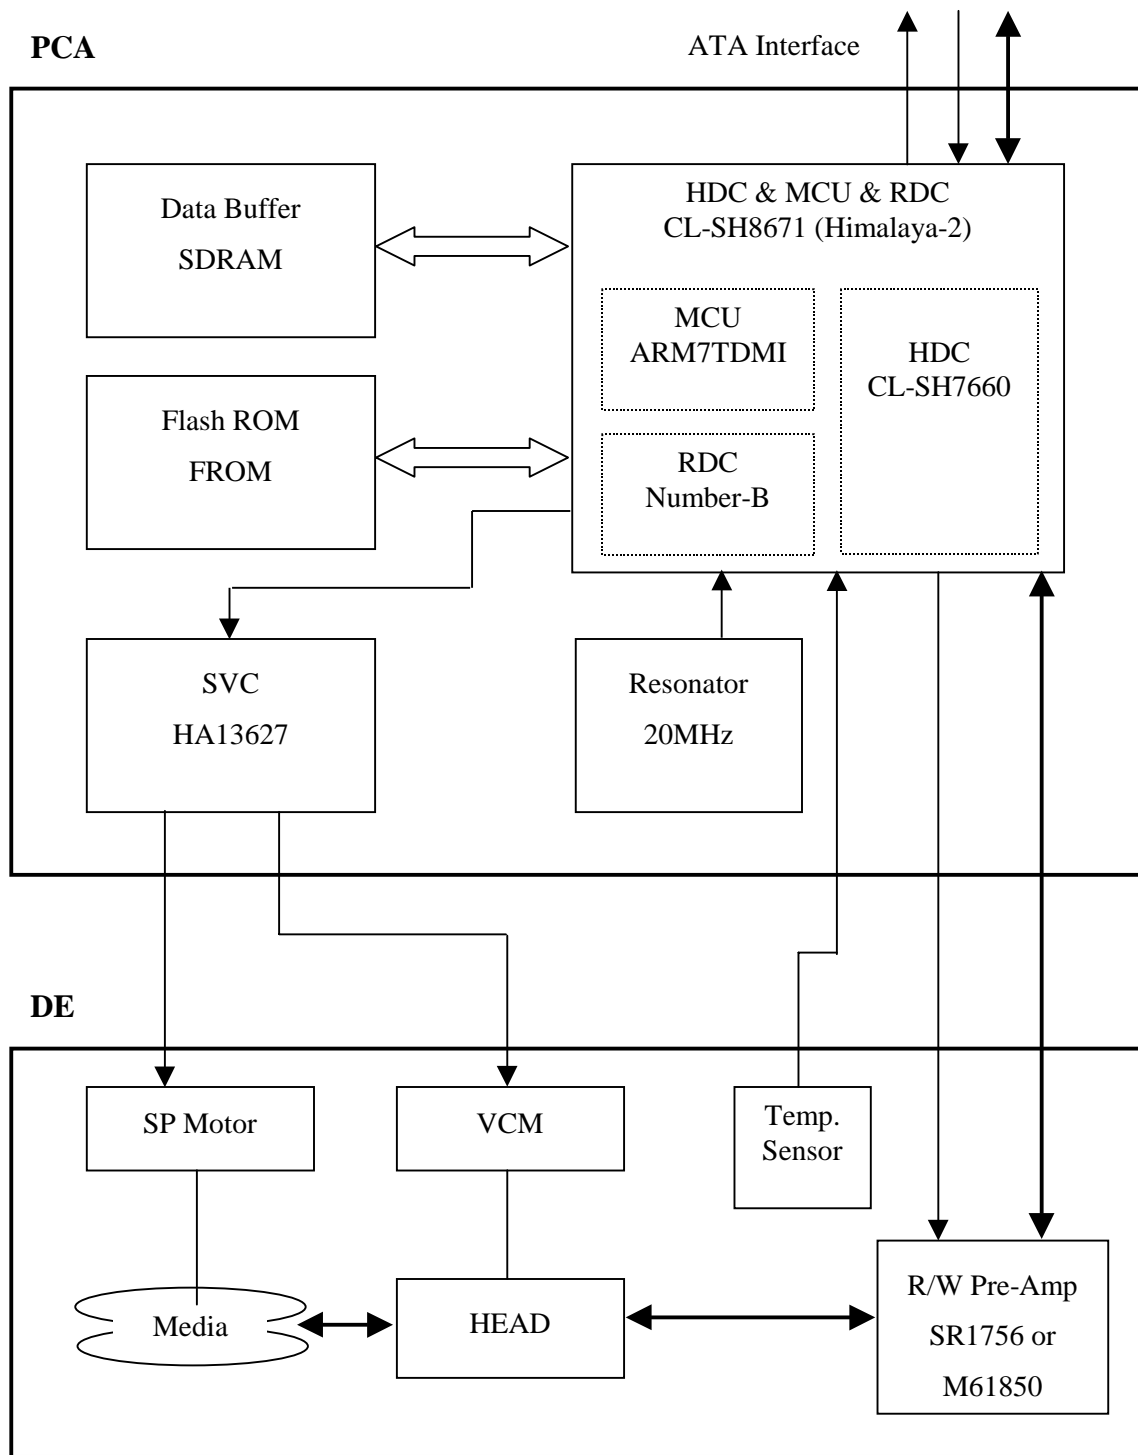 PCA
ATA Interface
Data Buffer
SDRAM
HDC & MCU & RDC
CL-SH8671 (Himalaya-2)
MCU
ARM7TDMI
HDC
CL-SH7660
Flash ROM
FROM
RDC
Number-B
SVC
HA13627
Resonator
20MHz
DE
SP Motor
VCM
Temp.
Sensor
Media
HEAD
R/W Pre-Amp
SR1756 or
M61850